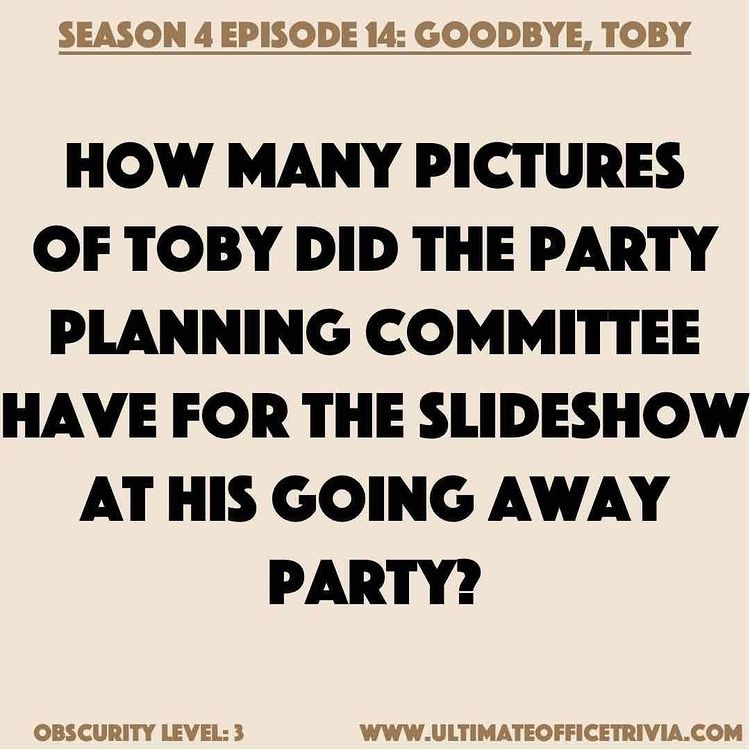 SEASON 4 EPISODE 14: GOODBYE, TOBY
HOW MANY PICTURES
OF TOBY DID THE PARTY
PLANNING COMMITTEE
HAVE FOR THE SLIDESHOW
AT HIS GOING AWAY
PARTY?
OBSCURITY LEVEL: 3
WWW.ULTIMATEOFFICETRIVIA.COM